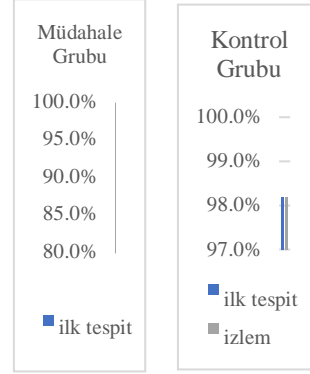 Müdahale
Grubu
100.0%
95.0%
90.0%
85.0%
80.0%
ilk tespit
Kontrol
Grubu
100.0%
99.0%
98.0%
97.0%
ilk tespit
izlem